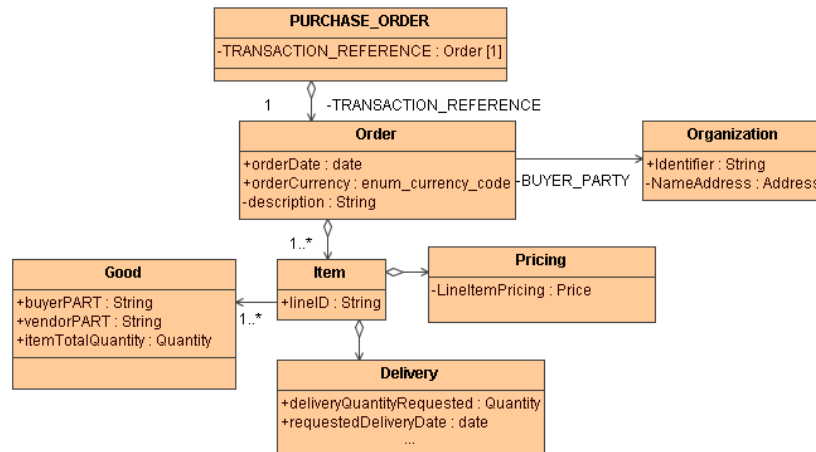 PURCHASE_ORDER
-TRANSACTION_REFERENCE : Order [1]
1
-TRANSACTION_REFERENCE
Order
+orderDate : date
+orderCurrency : enum_currency_code
-description : String
-BUYER_PARTY
Organization
+Identifier : String
-NameAddress : Address
1..*
Good
+buyerPART : String
+vendorPART : String
+itemTotalQuantity : Quantity
1..*
Item
+lineID : String
Pricing
-LineItemPricing : Price
Delivery
+deliveryQuantityRequested : Quantity
+requestedDeliveryDate : date
...